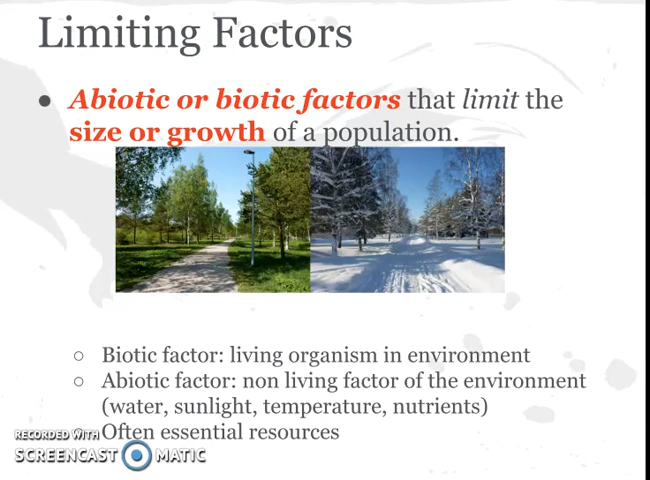 Limiting Factors
● Abiotic or biotic factors that limit the
size or growth of a population.
○ Biotic factor: living organism in environment
○ Abiotic factor: non living factor of the environment
(water, sunlight, temperature, nutrients)
○ Often essential resources
RECORDED WITH
SCREENCAST MATIC